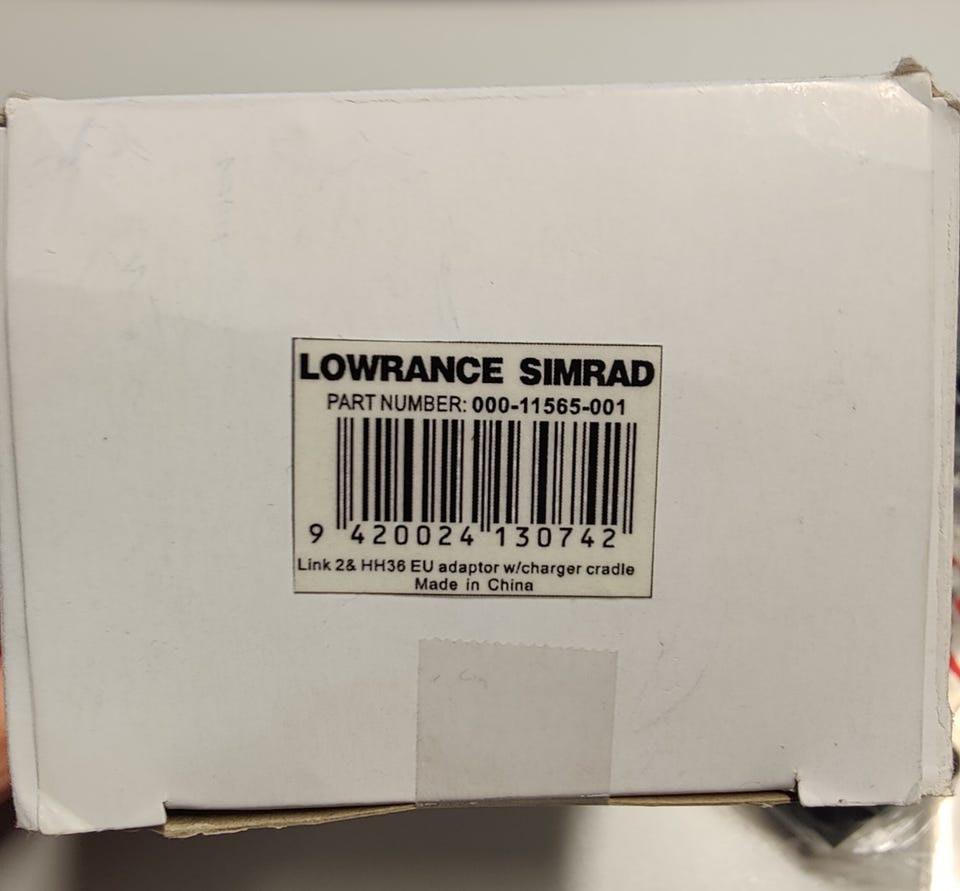 LOWRANCE SIMRAD
PART NUMBER: 000-11565-001
9 420024 130742
Link 2& HH36 EU adaptor w/charger cradle
Made in China